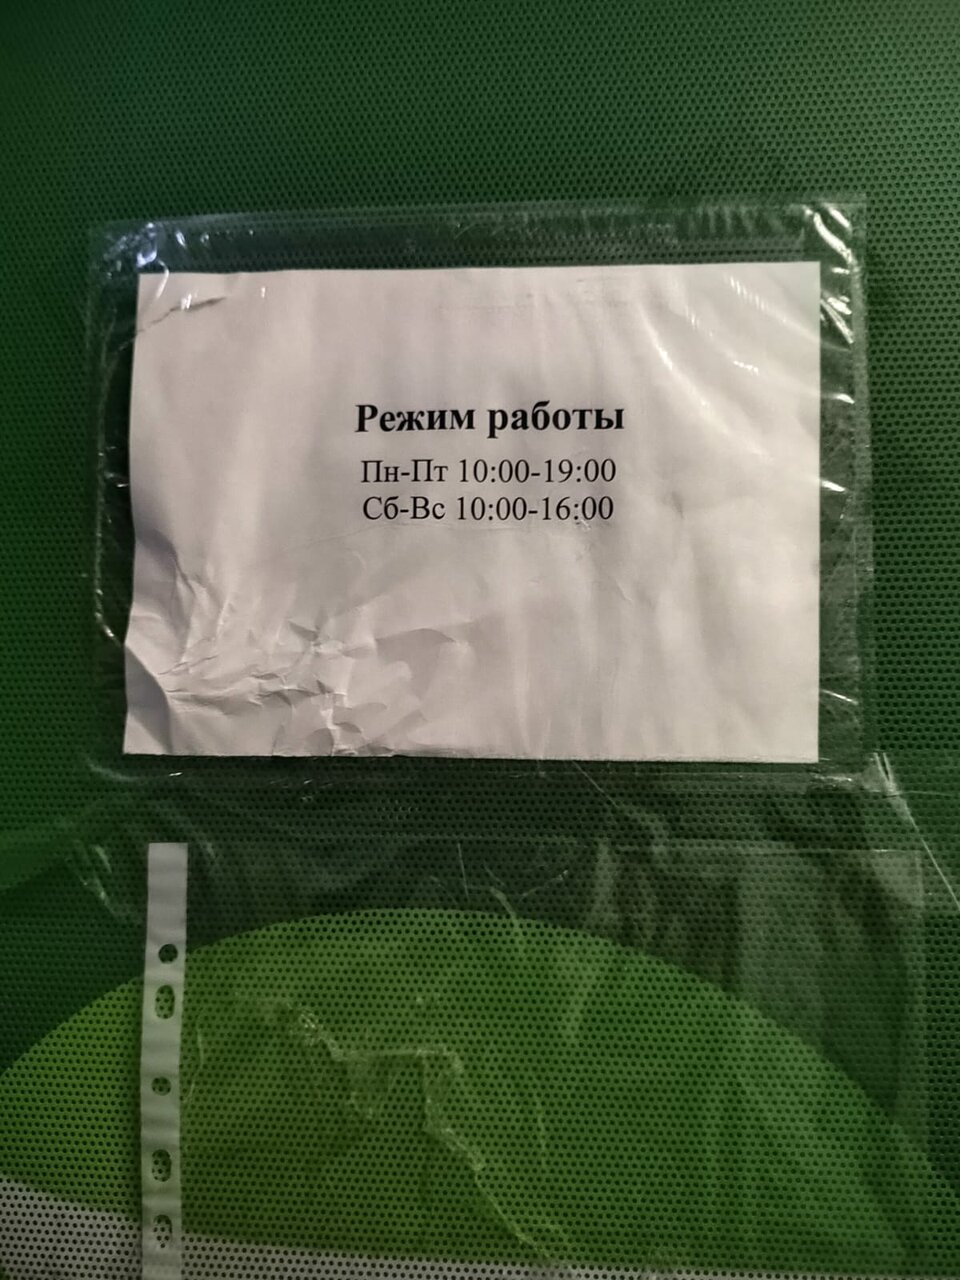 Режим работы
Пн-Пт 10:00-19:00
Сб-Вс 10:00-16:00